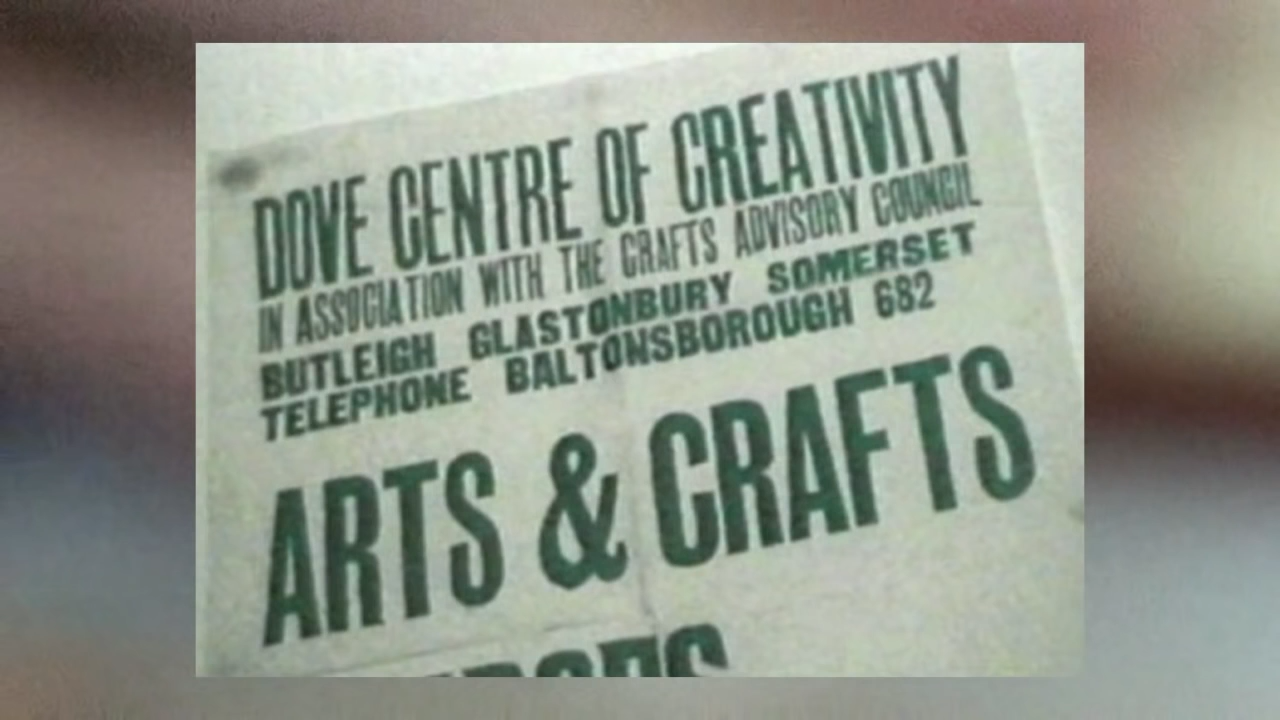 DOVE CENTRE OF CREATIVITY
IN ASSOCIATION WITH THE CRAFTS ADVISORY COUNCIL
BUTLEIGH GLASTONBURY SOMERSET
TELEPHONE BALTONSBOROUGH 682
ARTS & CRAFTS